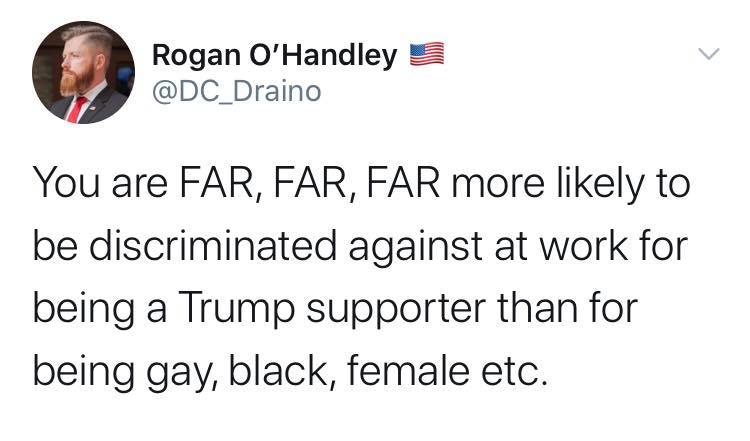 Rogan O’Handley 🇺🇸
@DC_Draino
You are FAR, FAR, FAR more likely to
be discriminated against at work for
being a Trump supporter than for
being gay, black, female etc.